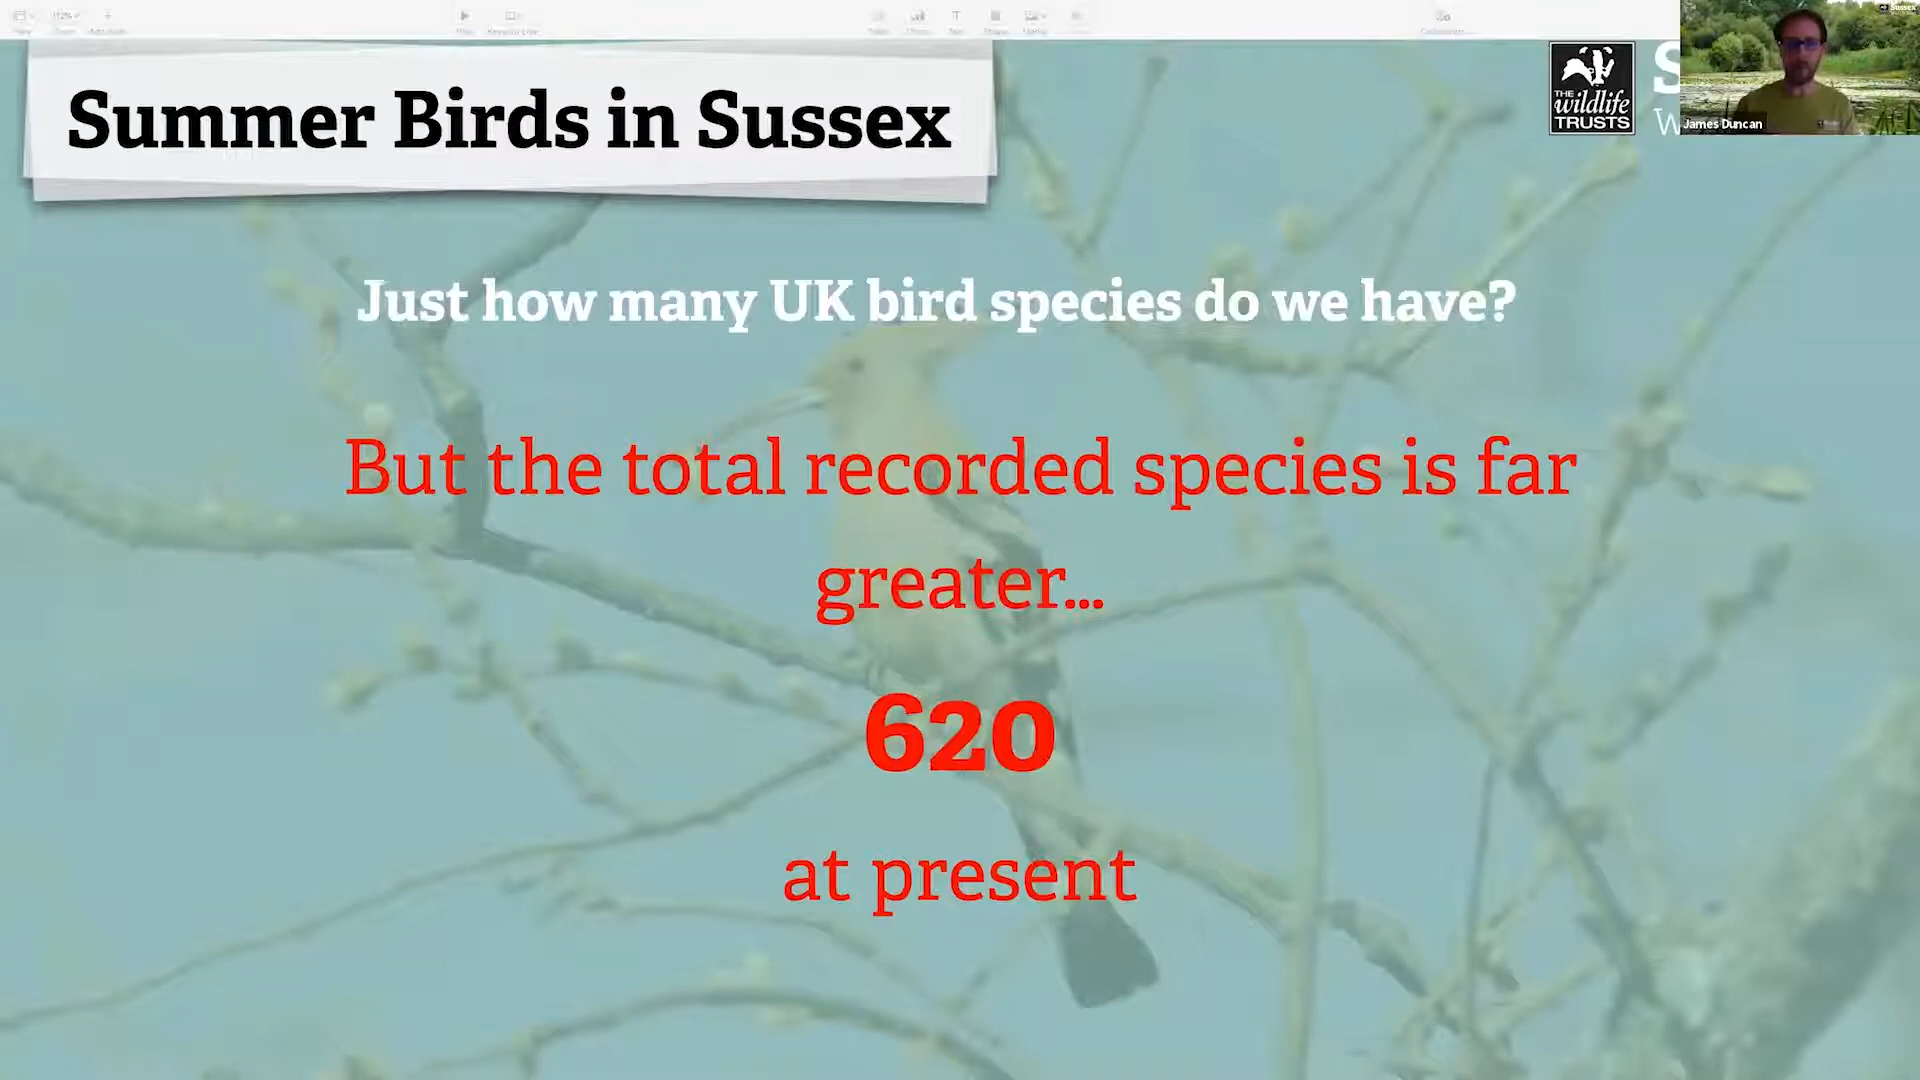 Summer Birds in Sussex
THE
wildlife
TRUSTS
S
W
Sussex
James Duncan
Just how many UK bird species do we have?
But the total recorded species is far
greater...
620
at present